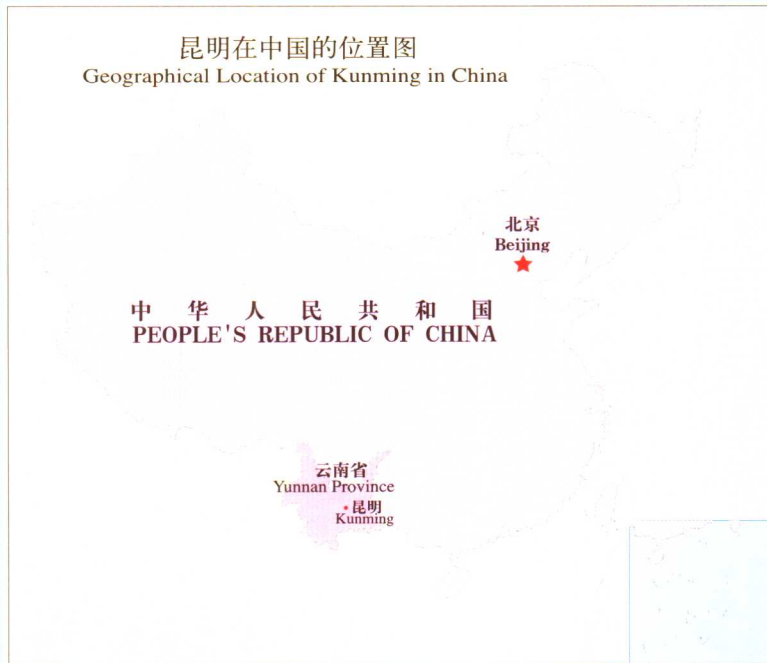 昆明在中国的位置图
Geographical Location of Kunming in China
北京
Beijing
中华人民共和国
PEOPLE'S REPUBLIC OF CHINA
云南省
Yunnan Province
昆明
Kunming